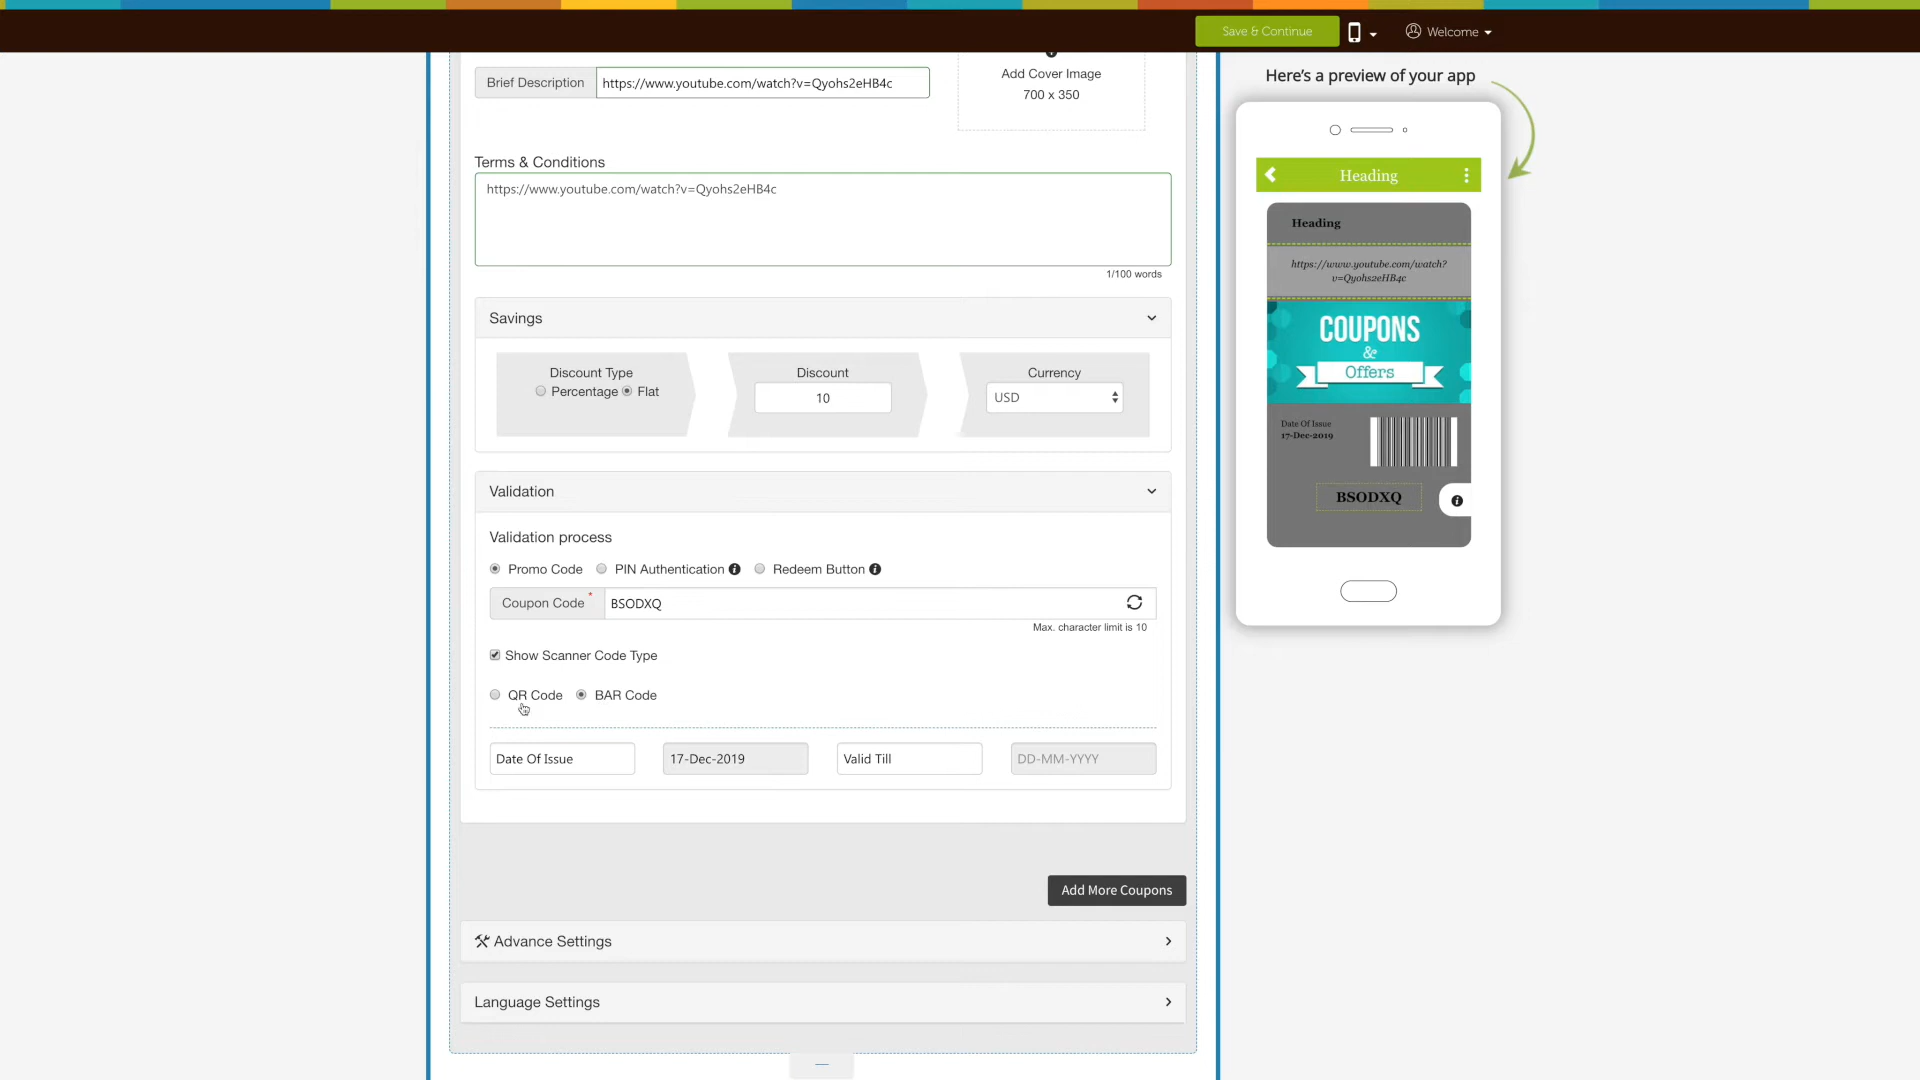 Save & Continue
Welcome
Brief Description
https://www.youtube.com/watch?v=Qyohs2eHB4c
Add Cover Image
700 x 350
Terms & Conditions
https://www.youtube.com/watch?v=Qyohs2eHB4c
1/100 words
Savings
Discount Type
Percentage
Flat
Discount
10
Currency
USD
Validation
Validation process
Promo Code
PIN Authentication
Redeem Button
Coupon Code *
BSODXQ
Max. character limit is 10
Show Scanner Code Type
QR Code
BAR Code
Date Of Issue
17-Dec-2019
Valid Till
DD-MM-YYYY
Add More Coupons
Advance Settings
Language Settings
Here's a preview of your app
Heading
Heading
https://www.youtube.com/watch?
v=Qyohs2eHB4c
COUPONS
&
Offers
Date Of Issue
17-Dec-2019
BSODXQ